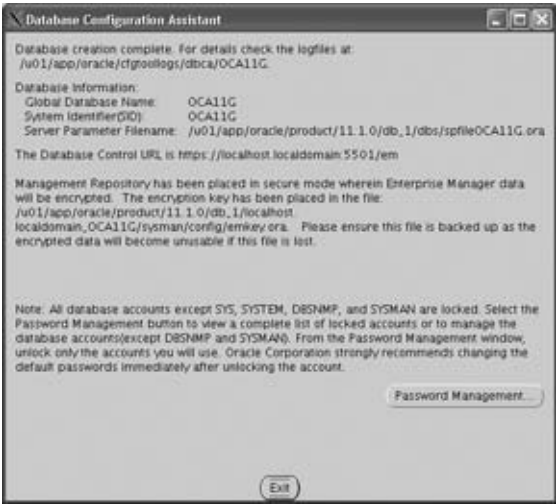 Database Configuration Assistant
Database creation complete. For details check the logfiles at:
/u01/app/oracle/cfgtoollogs/dbca/OCA11G.
Database Information:
Global Database Name: OCA11G
System Identifier(SID): OCA11G
Server Parameter Filename: /u01/app/oracle/product/11.1.0/db_1/dbs/spfileOCA11G.ora
The Database Control URL is https://localhost.localdomain:5501/em
Management Repository has been placed in secure mode wherein Enterprise Manager data
will be encrypted. The encryption key has been placed in the file:
/u01/app/oracle/product/11.1.0/db_1/localhost.
localdomain_OCA11G/sysman/config/emkey.ora. Please ensure this file is backed up as the
encrypted data will become unusable if this file is lost.
Note: All database accounts except SYS, SYSTEM, DBSNMP, and SYSMAN are locked. Select the
Password Management button to view a complete list of locked accounts or to manage the
database accounts(except DBSNMP and SYSMAN). From the Password Management window,
unlock only the accounts you will use. Oracle Corporation strongly recommends changing the
default passwords immediately after unlocking the account.
Password Management...
Exit